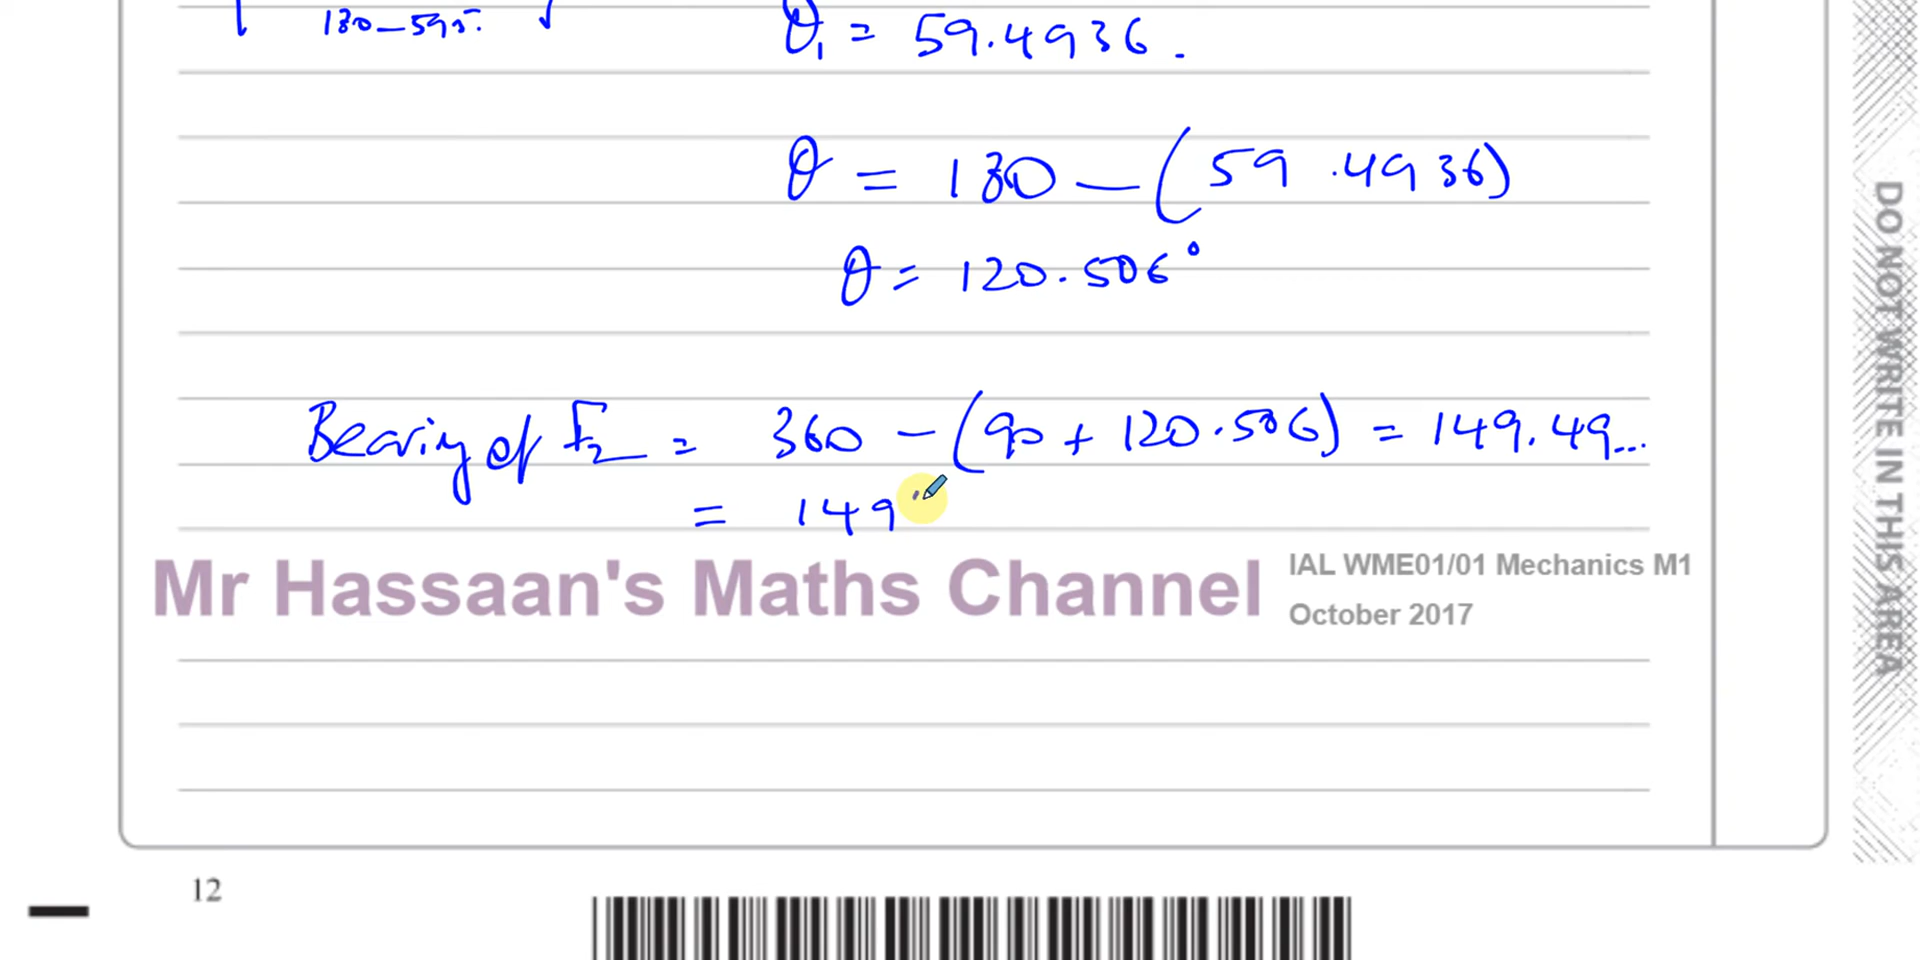 180-59.5.
θ₁ = 59.4936.
θ = 180 - (59.4936)
θ = 120.506°
Bearing of F₂ = 360 - (90 + 120.506) = 149.49...
= 149
Mr Hassaan's Maths Channel
IAL WME01/01 Mechanics M1
October 2017
DO NOT WRITE IN THIS AREA
12